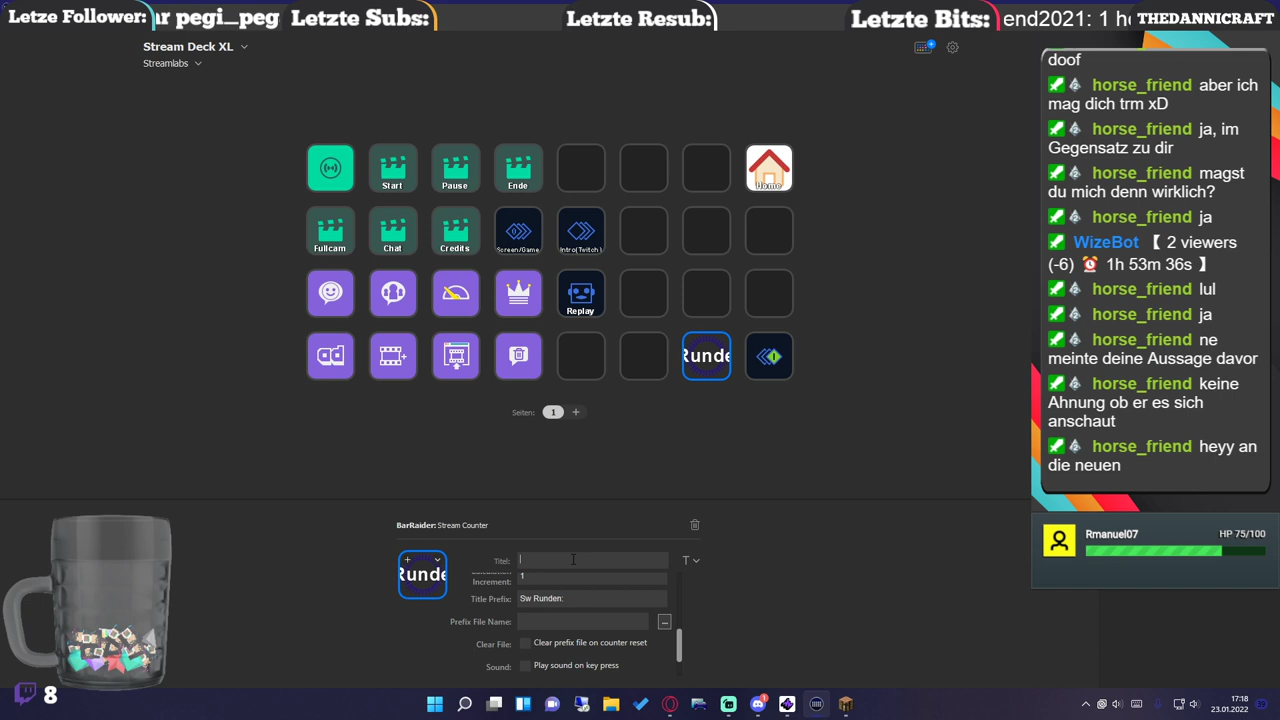 Letze Follower:
ar pegi_peg
Letzte Subs:
Letzte Resub:
Letzte Bits:
end2021: 1 he
THEDANNICRAFT
Stream Deck XL
Streamlabs
Start
Pause
Ende
Home
Fullcam
Chat
Credits
Screen/Game
Intro(Twitch)
Replay
Runde
Seiten:
1
+
BarRaider: Stream Counter
Runde
Titel:
T
Increment:
1
Title Prefix:
Sw Runden:
Prefix File Name:
...
Clear File:
Clear prefix file on counter reset
Sound:
Play sound on key press
doof
horse_friend aber ich
mag dich trm xD
horse_friend ja, im
Gegensatz zu dir
horse_friend magst
du mich denn wirklich?
horse_friend ja
WizeBot 【 2 viewers
(-6) ⏰ 1h 53m 36s 】
horse_friend lul
horse_friend ja
horse_friend ne
meinte deine Aussage davor
horse_friend keine
Ahnung ob er es sich
anschaut
horse_friend heyy an
die neuen
Rmanuel07
HP 75/100
8
1
17:18
23.01.2022